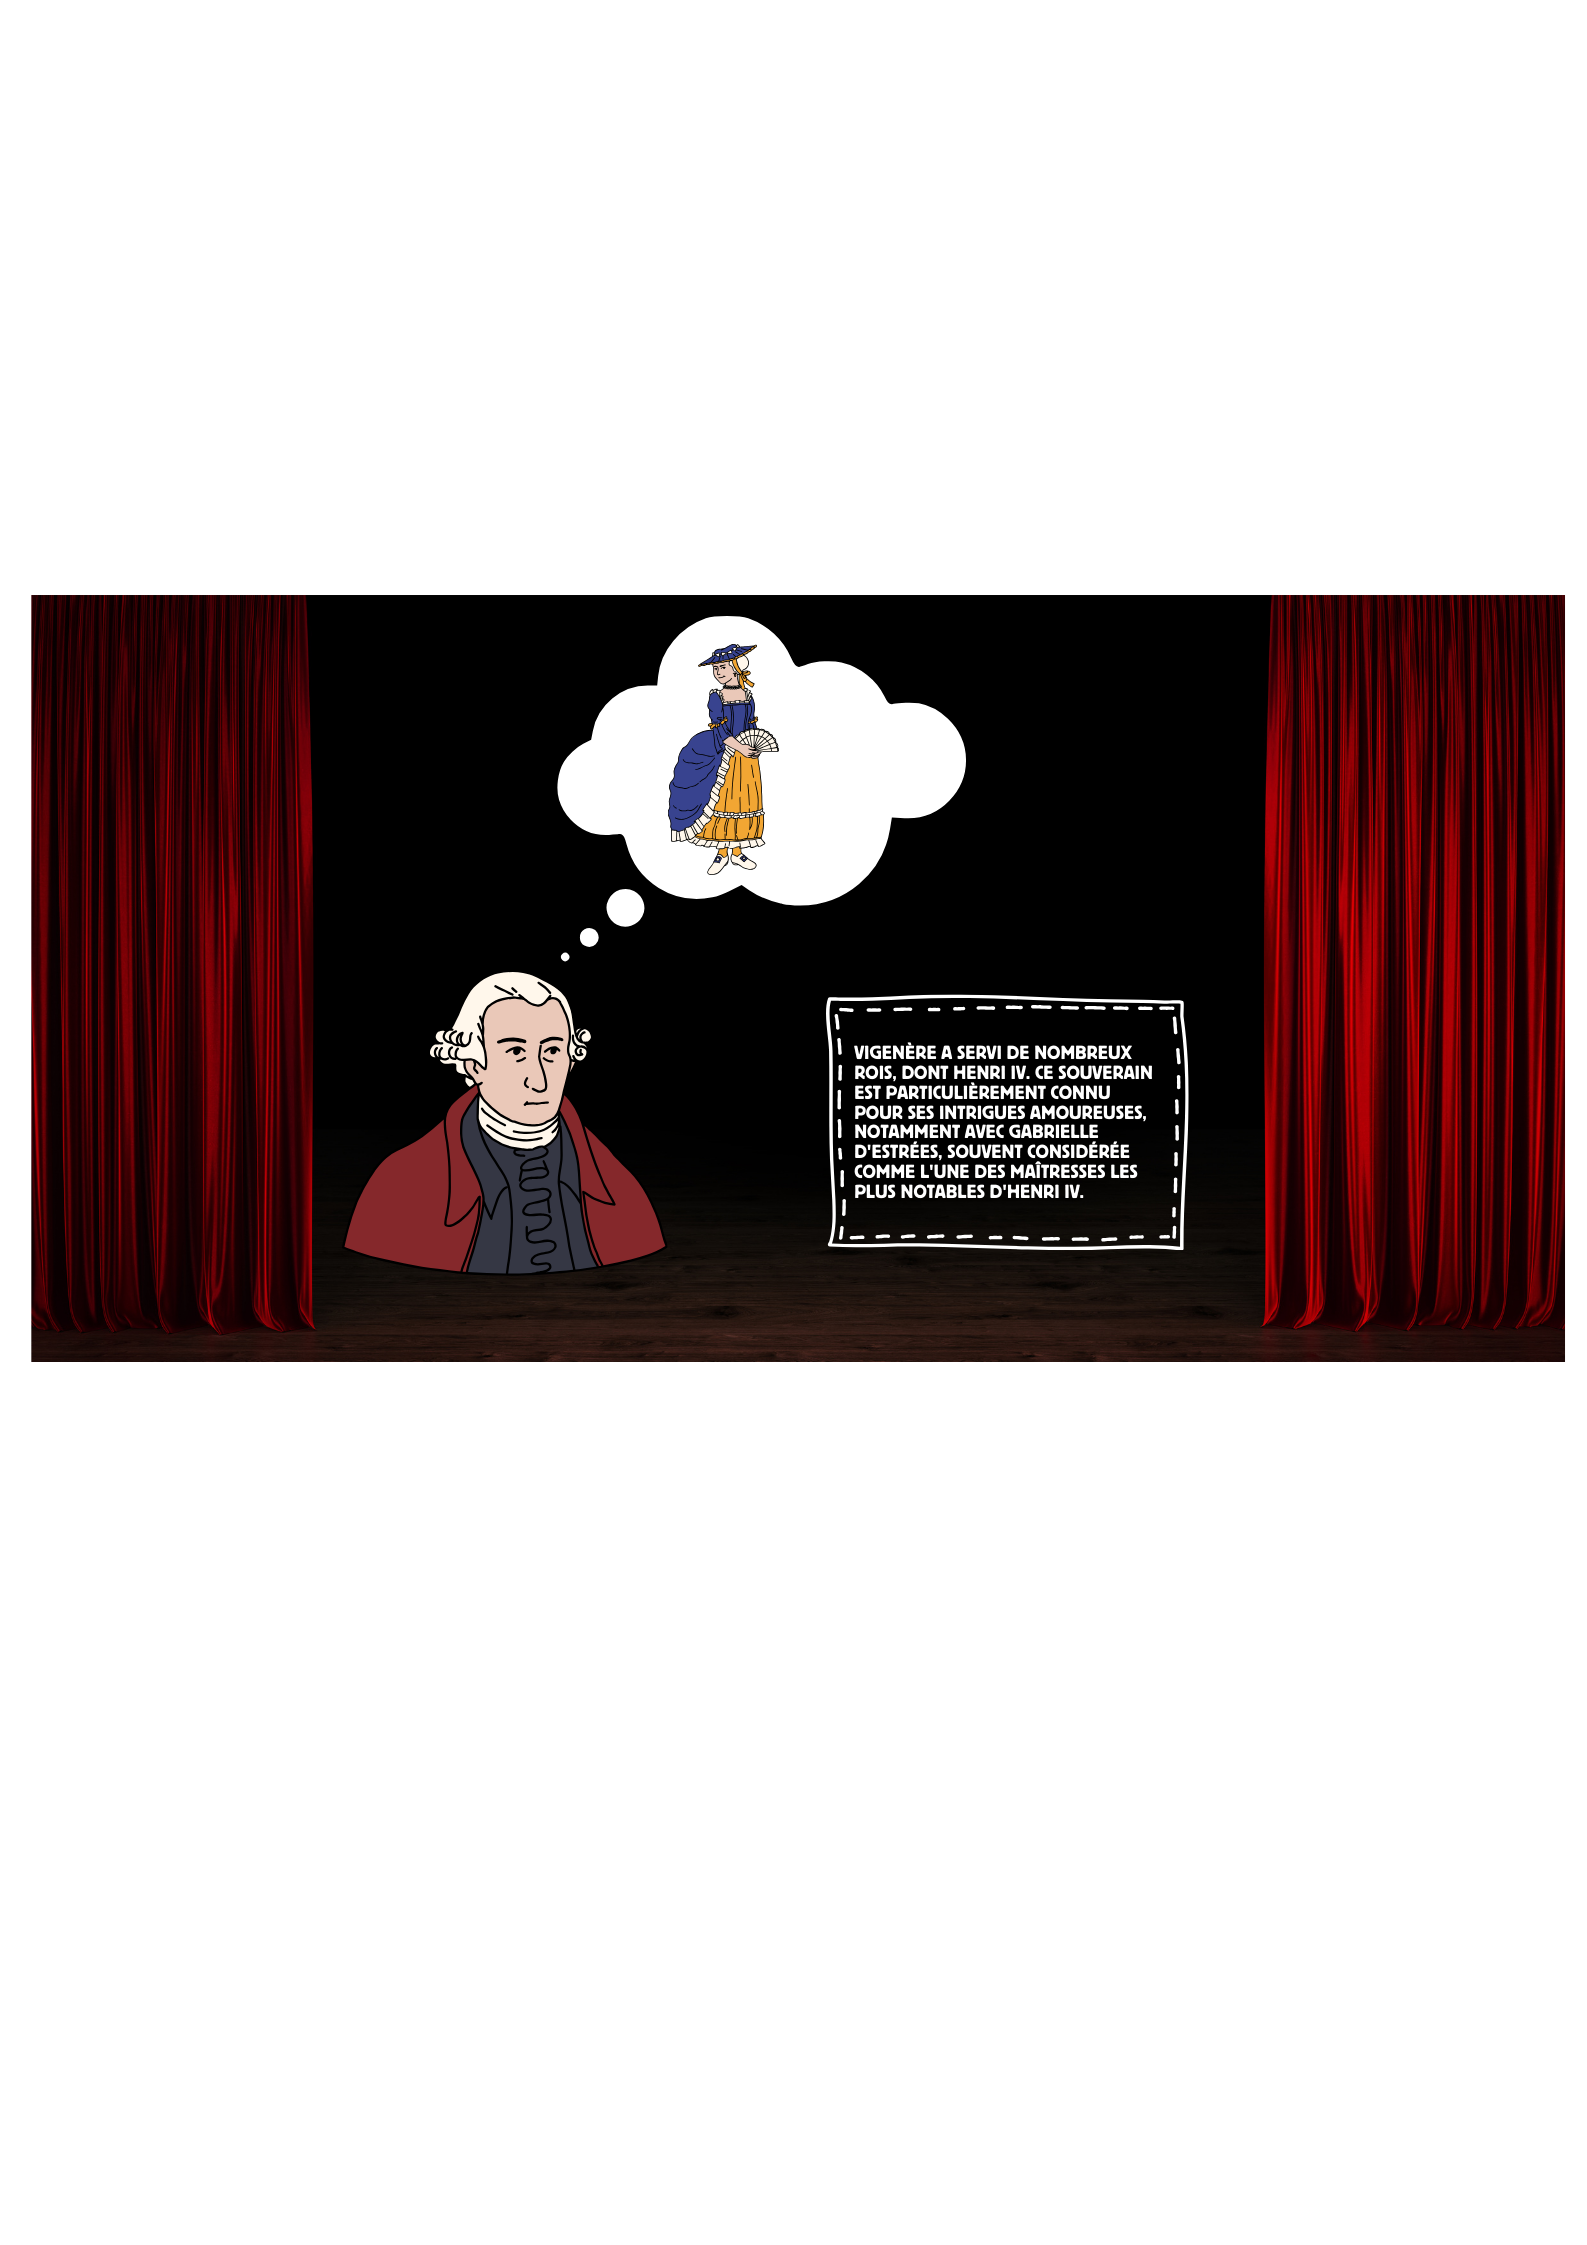 VIGENÈRE A SERVI DE NOMBREUX
ROIS, DONT HENRI IV. CE SOUVERAIN
EST PARTICULIÈREMENT CONNU
POUR SES INTRIGUES AMOUREUSES,
NOTAMMENT AVEC GABRIELLE
D'ESTRÉES, SOUVENT CONSIDÉRÉE
COMME L'UNE DES MAÎTRESSES LES
PLUS NOTABLES D'HENRI IV.